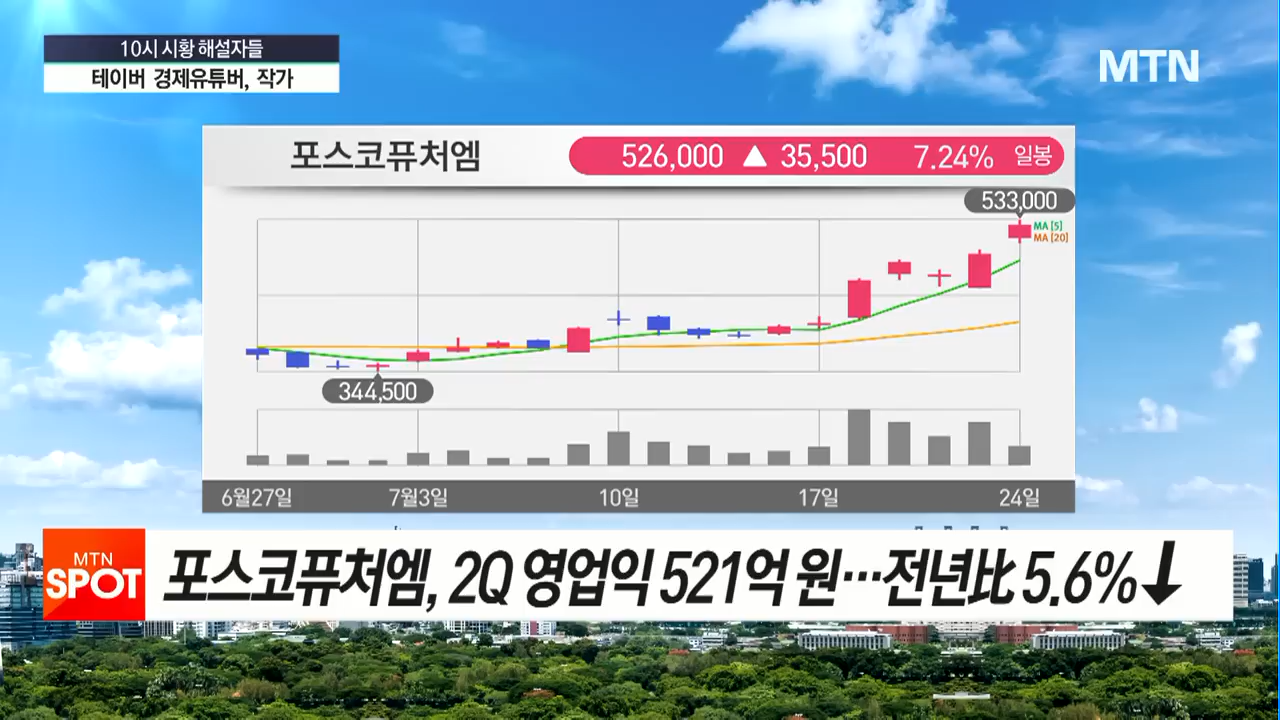 10시 시황 해설자들
테이버 경제유튜버, 작가
MTN
포스코퓨처엠
526,000 ▲ 35,500 7.24% 일봉
533,000
MA [5]
MA [20]
344,500
6월27일 7월3일 10일 17일 24일
MTN
SPOT
포스코퓨처엠, 2Q 영업익 521억 원…전년比 5.6%↓